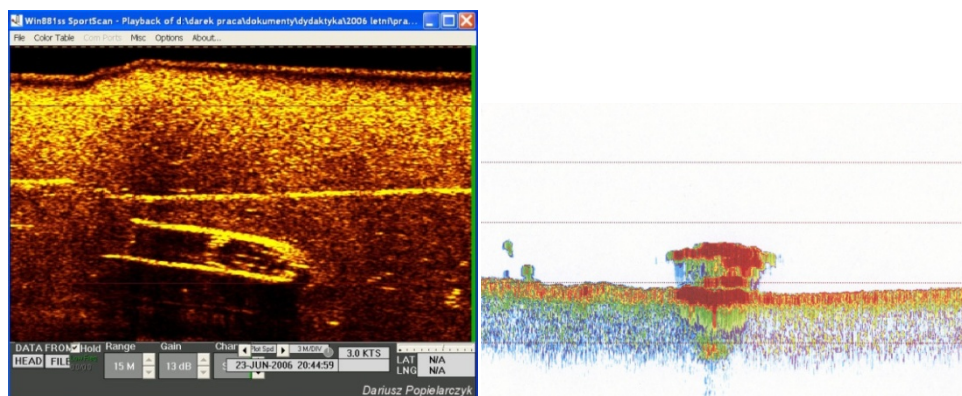 Win881ss SportScan - Playback of d:\darek praca\dokumenty\dydaktyka\2006 letni\pra...
File Color Table Com Ports Misc Options About...
DATA FROM Hold Range Gain Plot Spd 3 M/DIV 3.0 KTS
HEAD FILE 15 M 13 dB 23-JUN-2006 20:44:59
LAT N/A
LNG N/A
Dariusz Popielarczyk